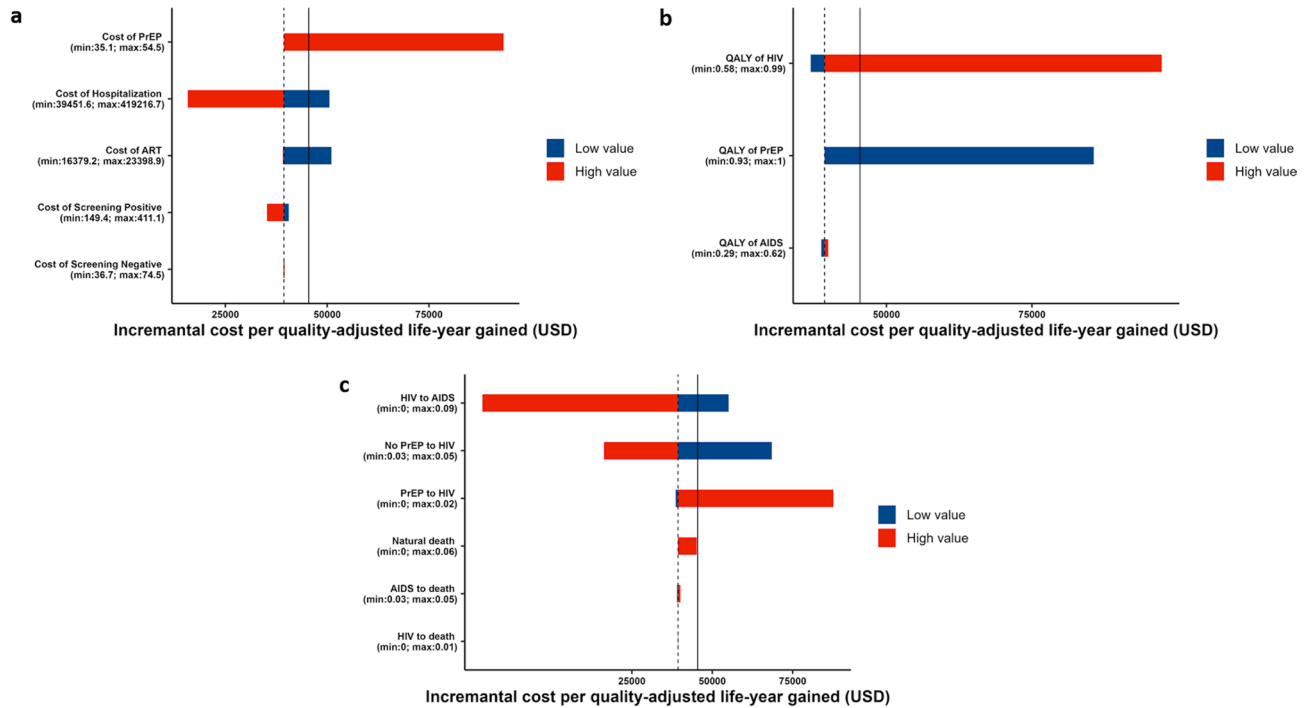 a
Cost of PrEP
(min:35.1; max:54.5)
Cost of Hospitalization
(min:39451.6; max:419216.7)
Cost of ART
(min:16379.2; max:23398.9)
Cost of Screening Positive
(min:149.4; max:411.1)
Cost of Screening Negative
(min:36.7; max:74.5)
Low value
High value
25000 50000 75000
Incremantal cost per quality-adjusted life-year gained (USD)
b
QALY of HIV
(min:0.58; max:0.99)
QALY of PrEP
(min:0.93; max:1)
QALY of AIDS
(min:0.29; max:0.62)
Low value
High value
50000 75000
Incremantal cost per quality-adjusted life-year gained (USD)
c
HIV to AIDS
(min:0; max:0.09)
No PrEP to HIV
(min:0.03; max:0.05)
PrEP to HIV
(min:0; max:0.02)
Natural death
(min:0; max:0.06)
AIDS to death
(min:0.03; max:0.05)
HIV to death
(min:0; max:0.01)
Low value
High value
25000 50000 75000
Incremantal cost per quality-adjusted life-year gained (USD)